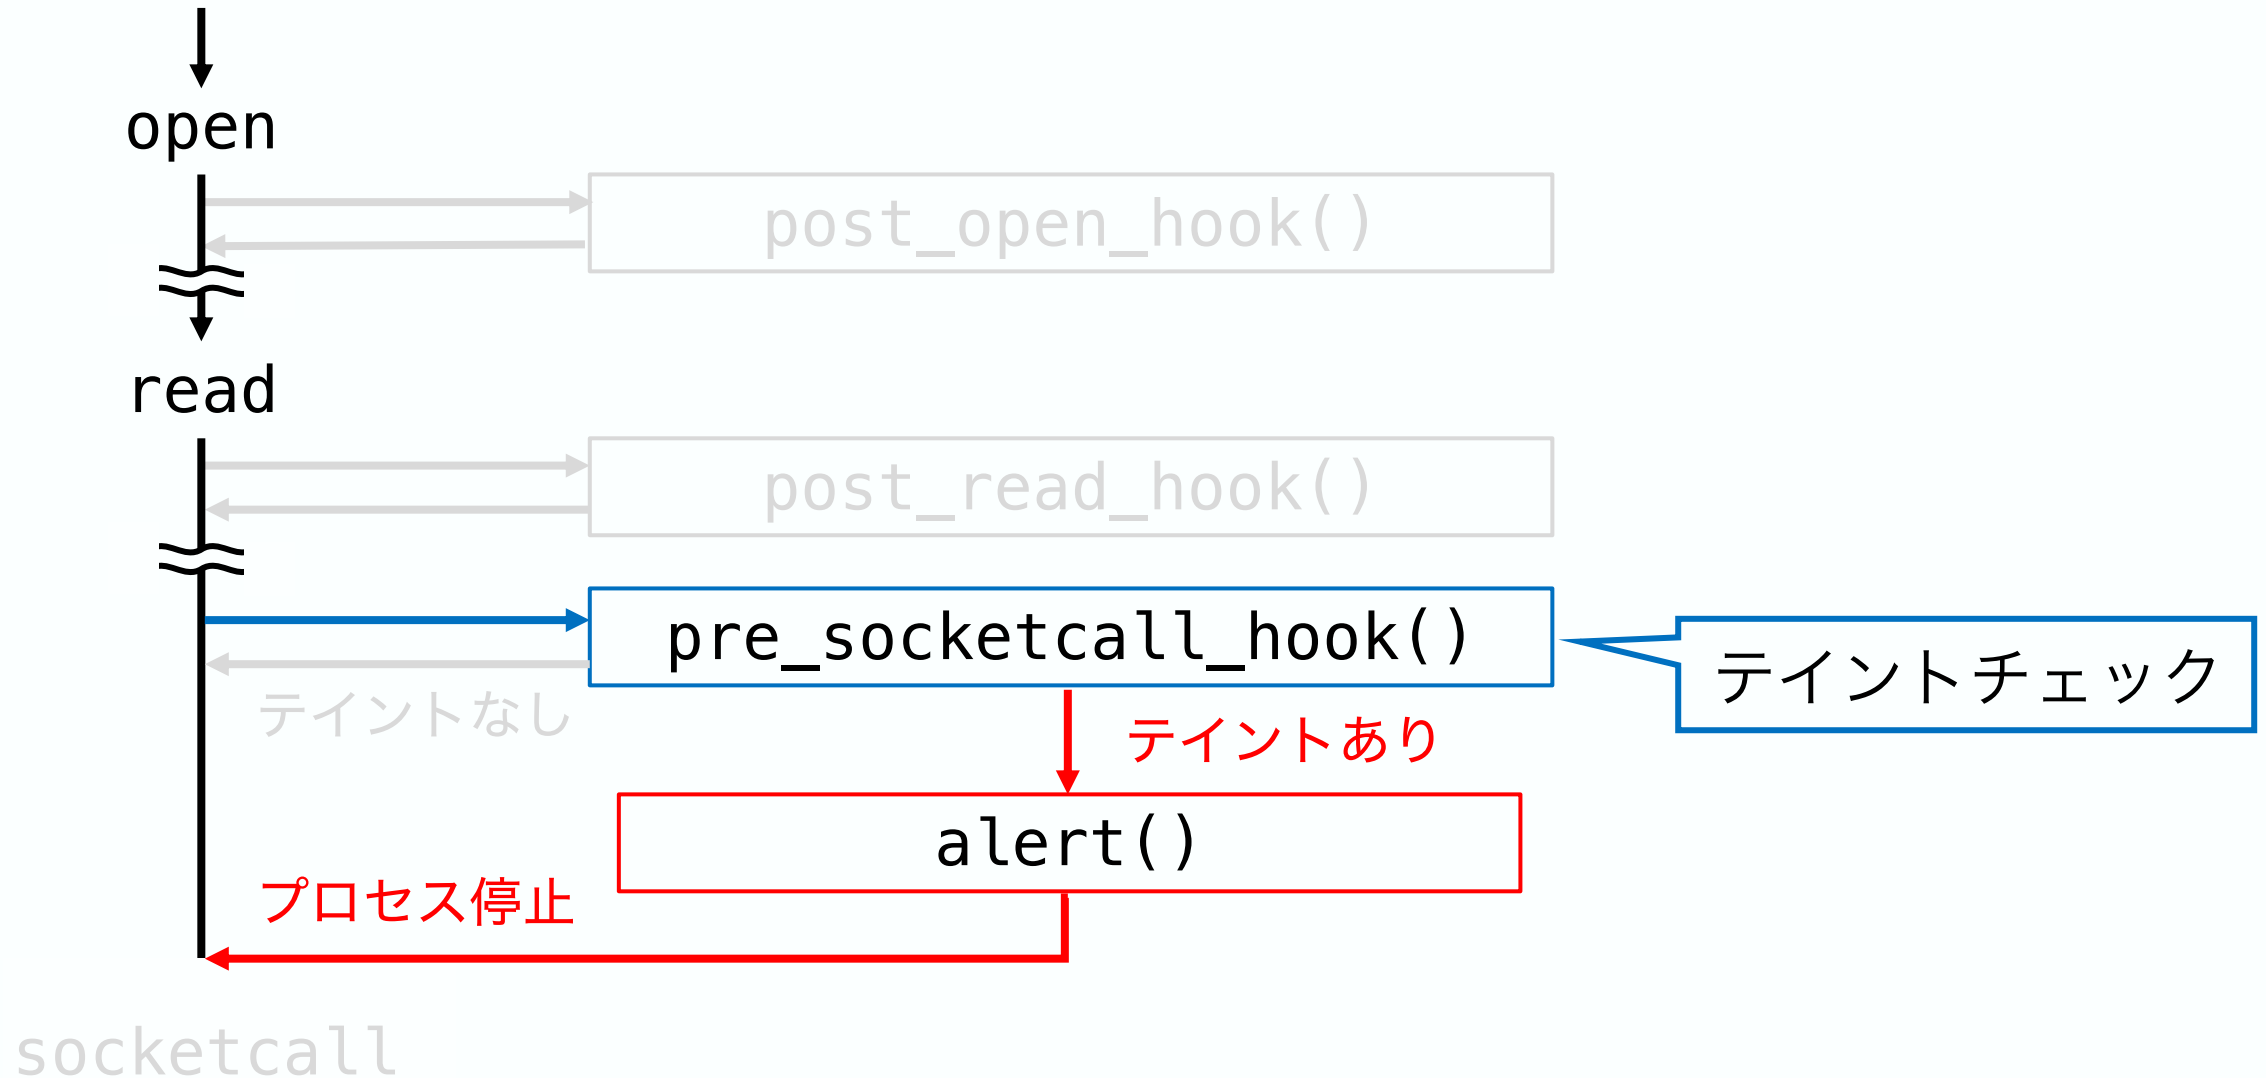 open
post_open_hook()
read
post_read_hook()
pre_socketcall_hook()
テイントチェック
テイントなし
テイントあり
alert()
プロセス停止
socketcall